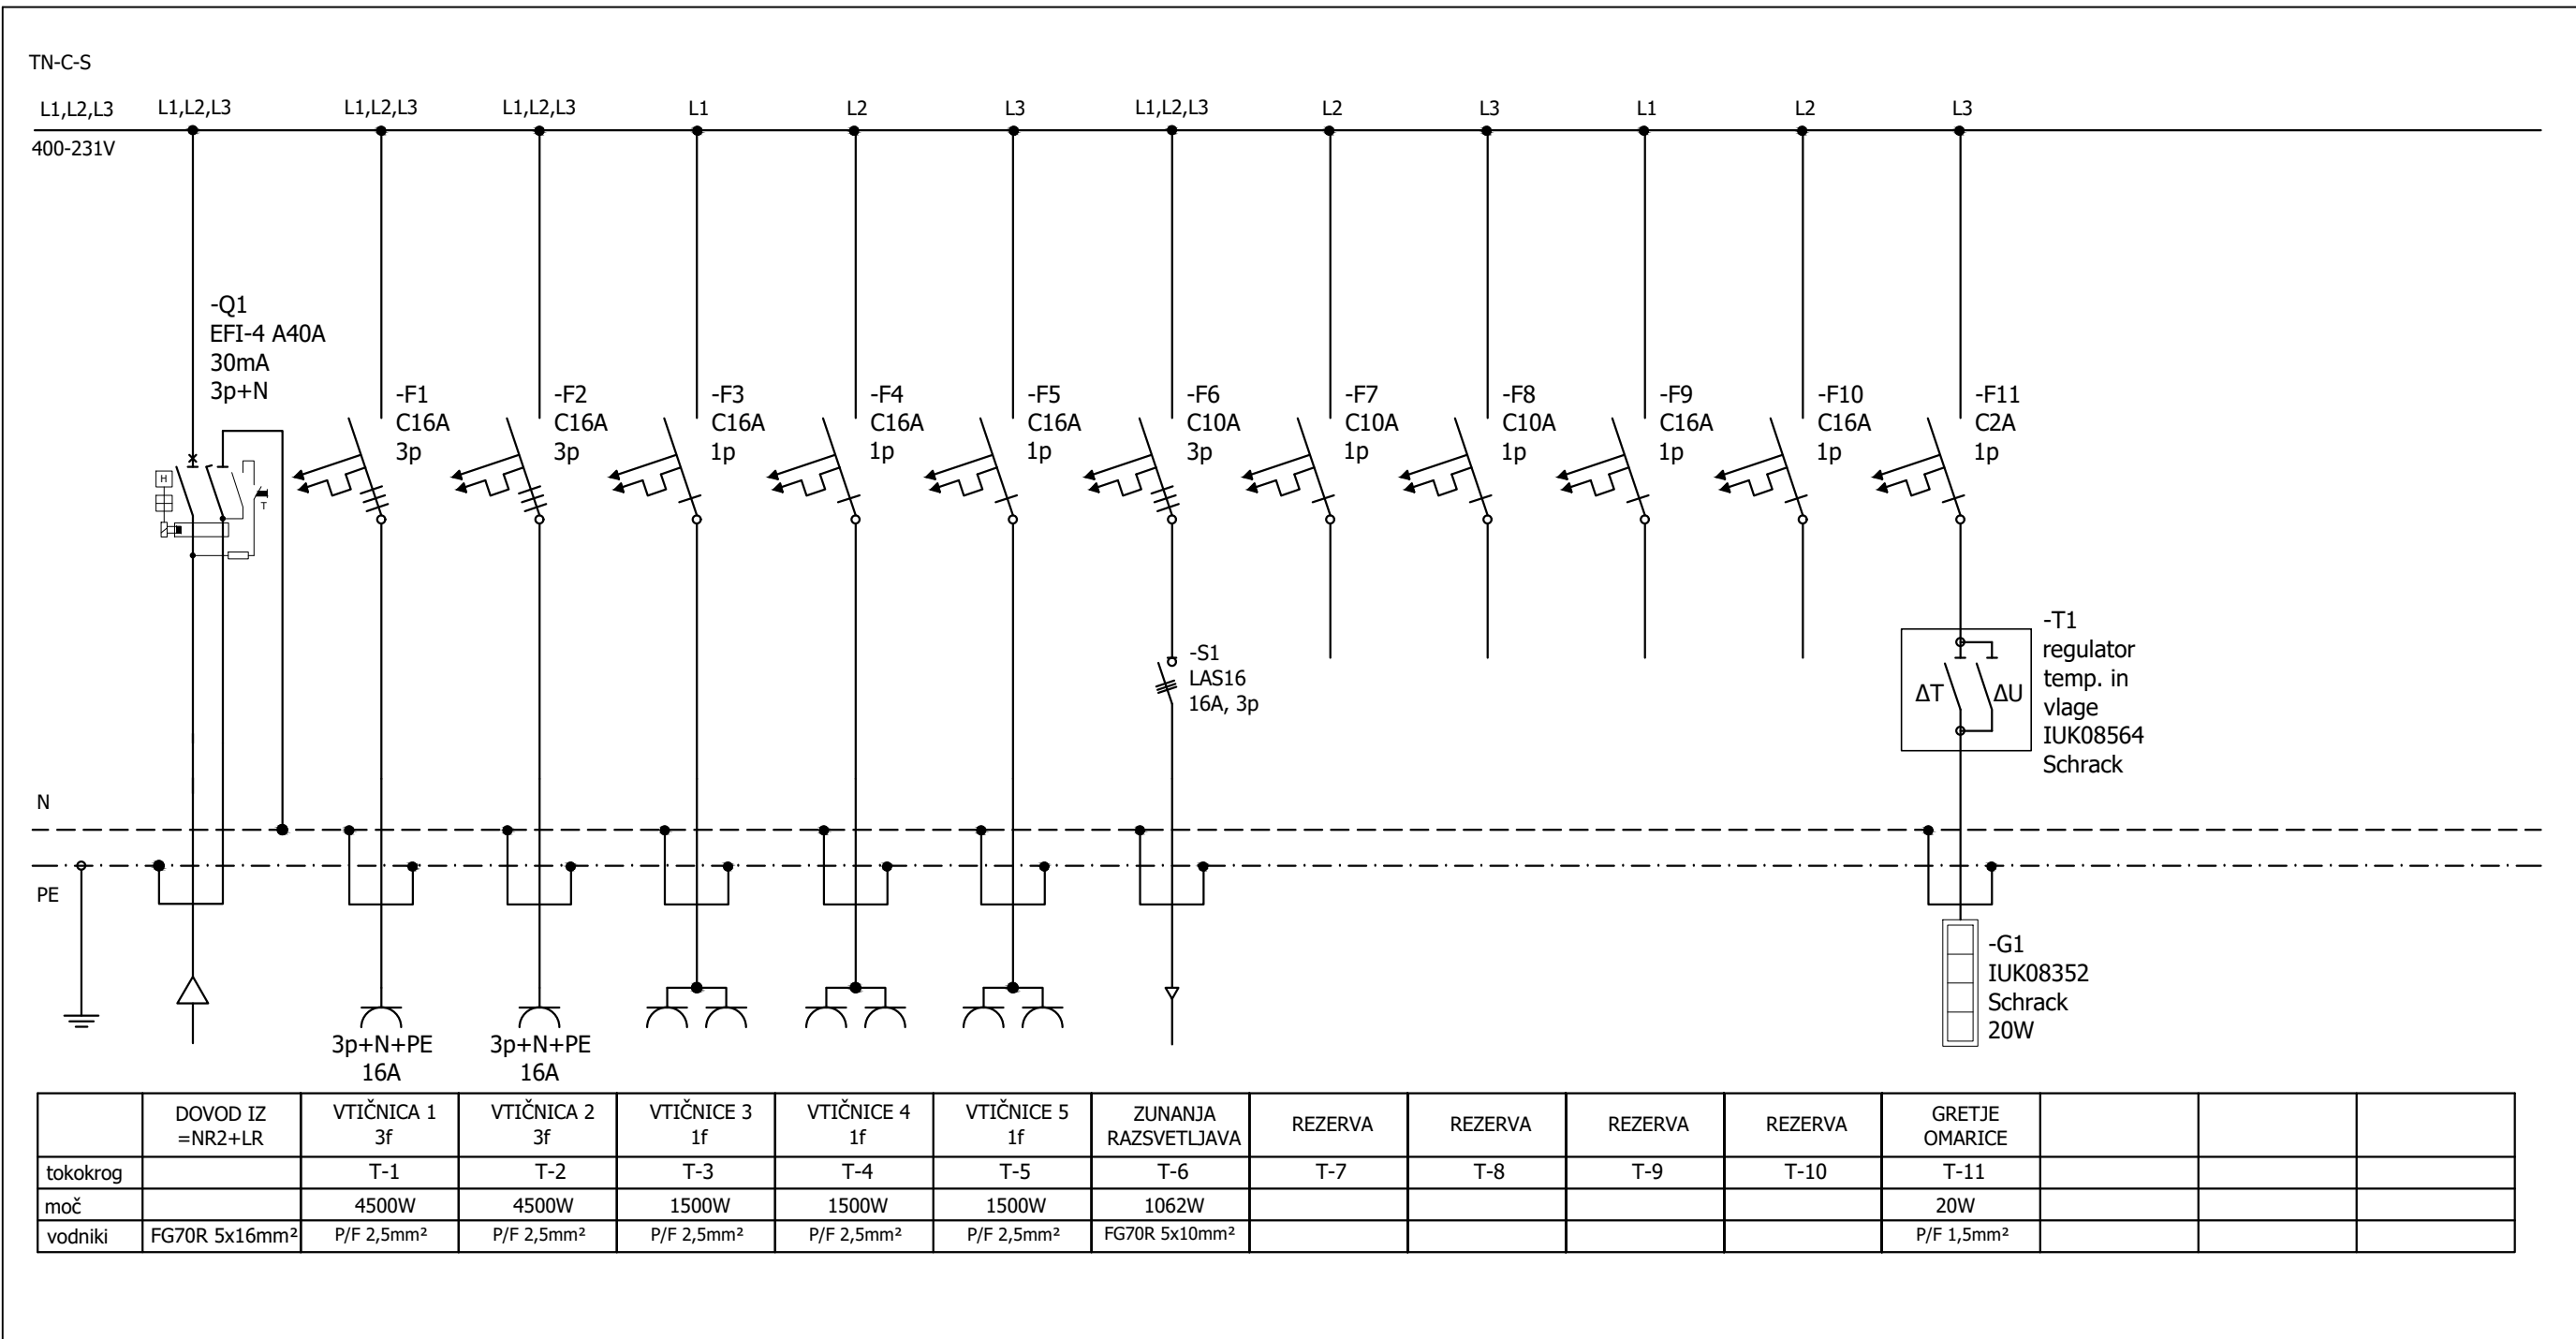 TN-C-S
L1,L2,L3 L1,L2,L3 L1,L2,L3 L1,L2,L3 L1 L2 L3 L1,L2,L3 L2 L3 L1 L2 L3
400-231V
-Q1
EFI-4 A40A
30mA
3p+N
H
T
-F1
C16A
3p
-F2
C16A
3p
-F3
C16A
1p
-F4
C16A
1p
-F5
C16A
1p
-F6
C10A
3p
-F7
C10A
1p
-F8
C10A
1p
-F9
C16A
1p
-F10
C16A
1p
-F11
C2A
1p
-S1
LAS16
16A, 3p
ΔT ΔU
-T1
regulator
temp. in
vlage
IUK08564
Schrack
N
PE
3p+N+PE
16A
3p+N+PE
16A
-G1
IUK08352
Schrack
20W
DOVOD IZ
=NR2+LR
VTIČNICA 1
3f
VTIČNICA 2
3f
VTIČNICE 3
1f
VTIČNICE 4
1f
VTIČNICE 5
1f
ZUNANJA
RAZSVETLJAVA
REZERVA
REZERVA
REZERVA
REZERVA
GRETJE
OMARICE
tokokrog T-1 T-2 T-3 T-4 T-5 T-6 T-7 T-8 T-9 T-10 T-11
moč 4500W 4500W 1500W 1500W 1500W 1062W 20W
vodniki FG70R 5x16mm² P/F 2,5mm² P/F 2,5mm² P/F 2,5mm² P/F 2,5mm² P/F 2,5mm² FG70R 5x10mm² P/F 1,5mm²